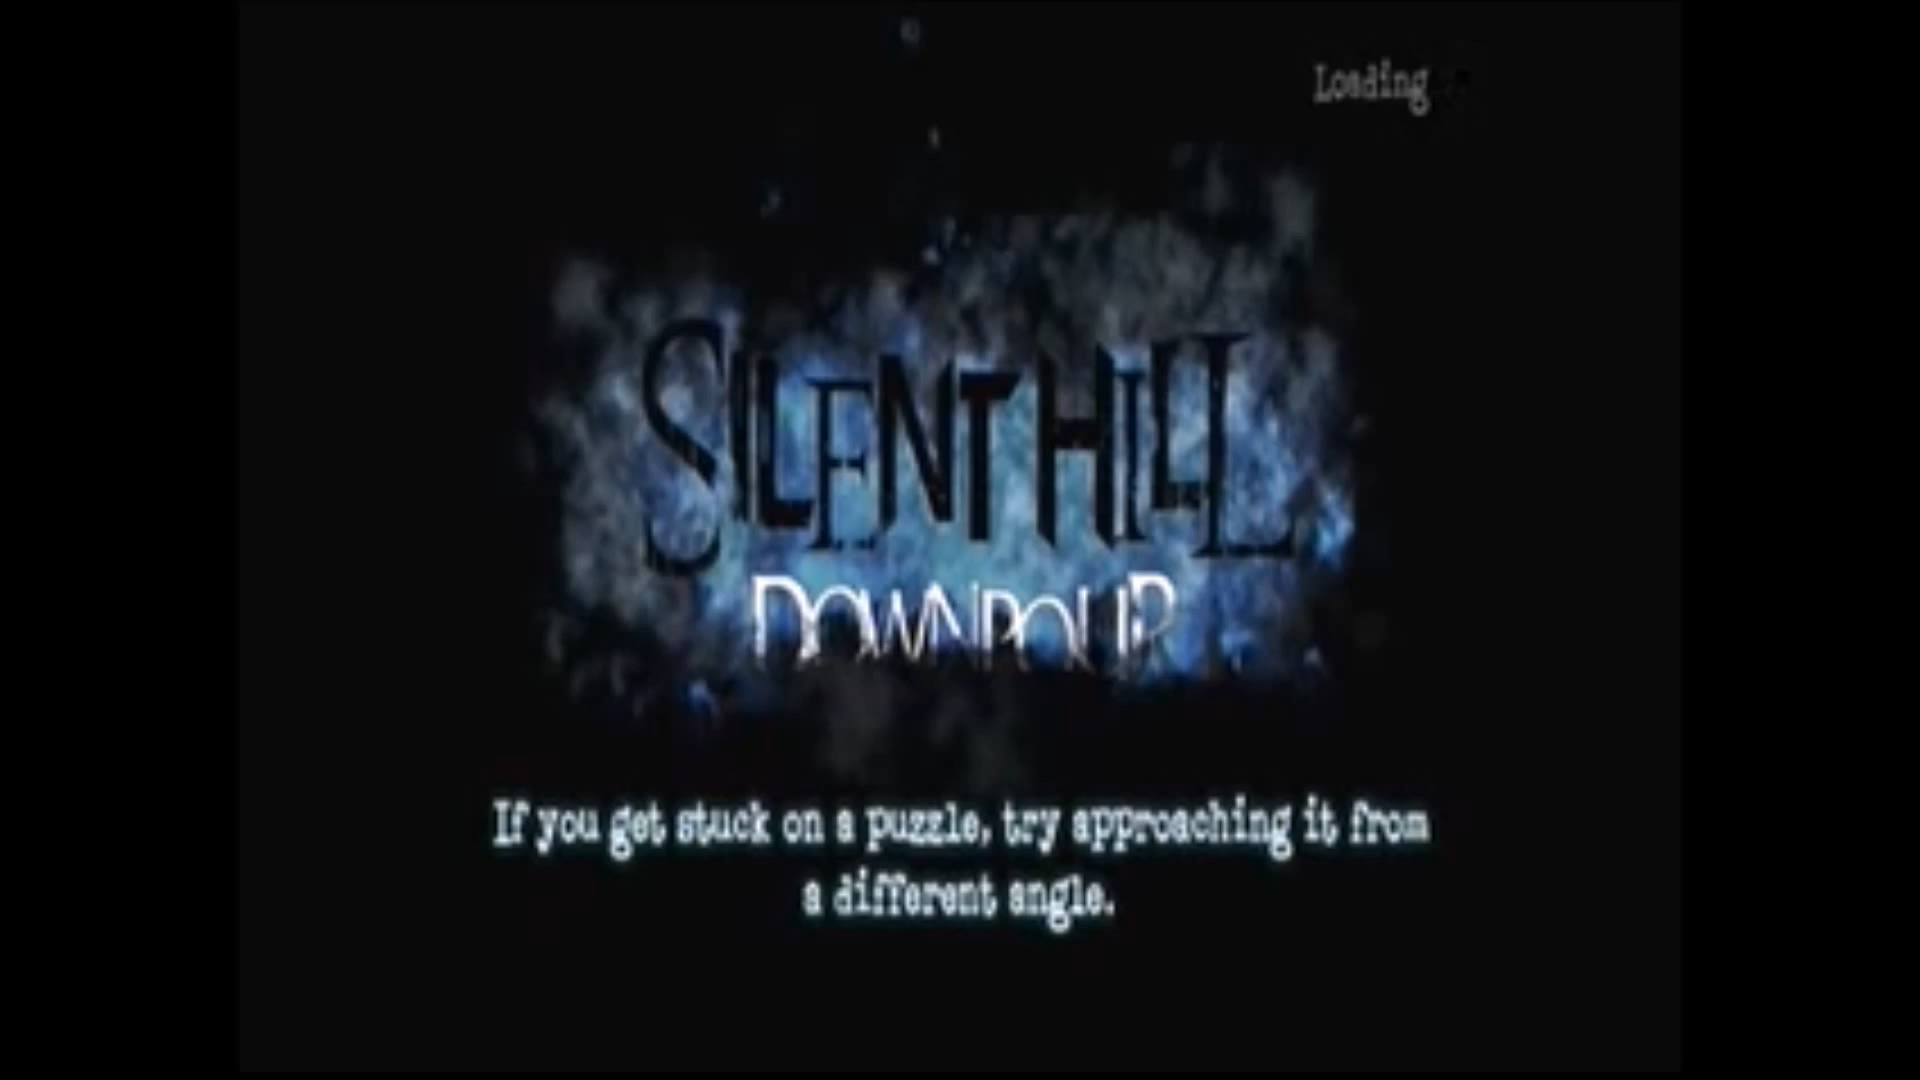 Loading
SILENT HILL
DOWNPOUR
If you get stuck on a puzzle, try approaching it from
a different angle.